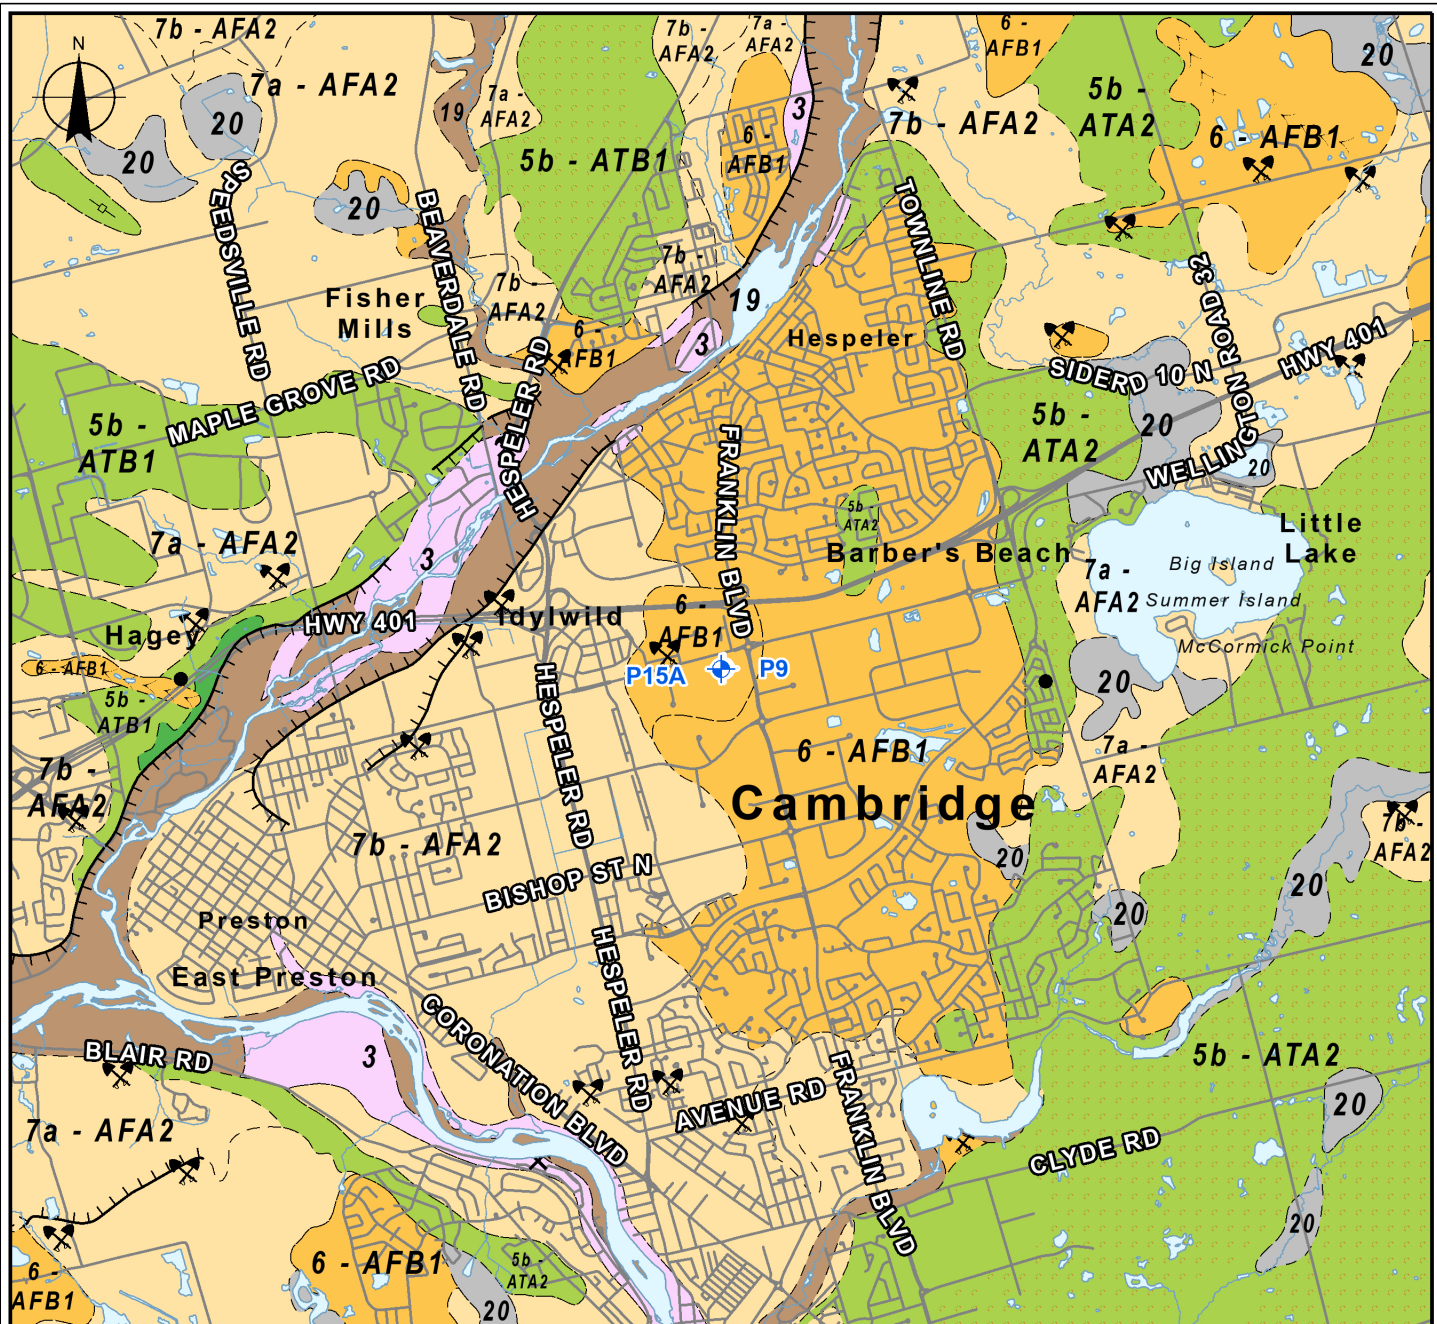 7b - AFA2
7b -
AFA2
7a -
AFA2
6 -
AFB1
20
N
7a - AFA2
7a -
AFA2
19
3
7b - AFA2
5b -
ATA2
6 - AFB1
20
20
5b - ATB1
6 -
AFB1
SPEEDSVILLE RD
20
BEAVERDALE RD
TOWNLINE RD
7b -
AFA2
7b -
AFA2
WELLINGTON ROAD 32
Fisher
Mills
19
Hespeler
6 -
AFB1
3
HESPELER RD
HWY 401
SIDERD 10 N
MAPLE GROVE RD
5b -
ATB1
5b -
ATA2
20
20
FRANKLIN BLVD
5b -
ATA2
Little
Lake
7a - AFA2
3
Barber's Beach
7a -
AFA2
Big Island
Summer Island
McCormick Point
HWY 401
Idylwild
6 -
AFB1
Hagey
6 - AFB1
5b -
ATB1
P15A
P9
20
HESPELER RD
7b -
AFA2
6 - AFB1
7a -
AFA2
Cambridge
7b - AFA2
7b -
AFA2
20
BISHOP ST N
20
20
Preston
East Preston
HESPELER RD
CORONATION BLVD
BLAIR RD
3
5b - ATA2
FRANKLIN BLVD
AVENUE RD
20
7a - AFA2
CLYDE RD
20
6 - AFB1
5b -
ATA2
6 -
AFB1
20